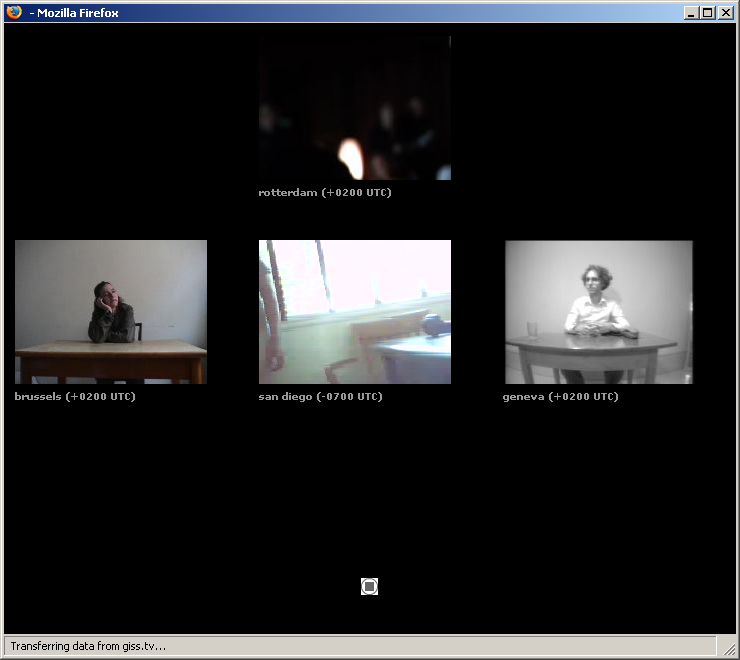 - Mozilla Firefox
rotterdam (+0200 UTC)
brussels (+0200 UTC)
san diego (-0700 UTC)
geneva (+0200 UTC)
Transferring data from giss.tv...